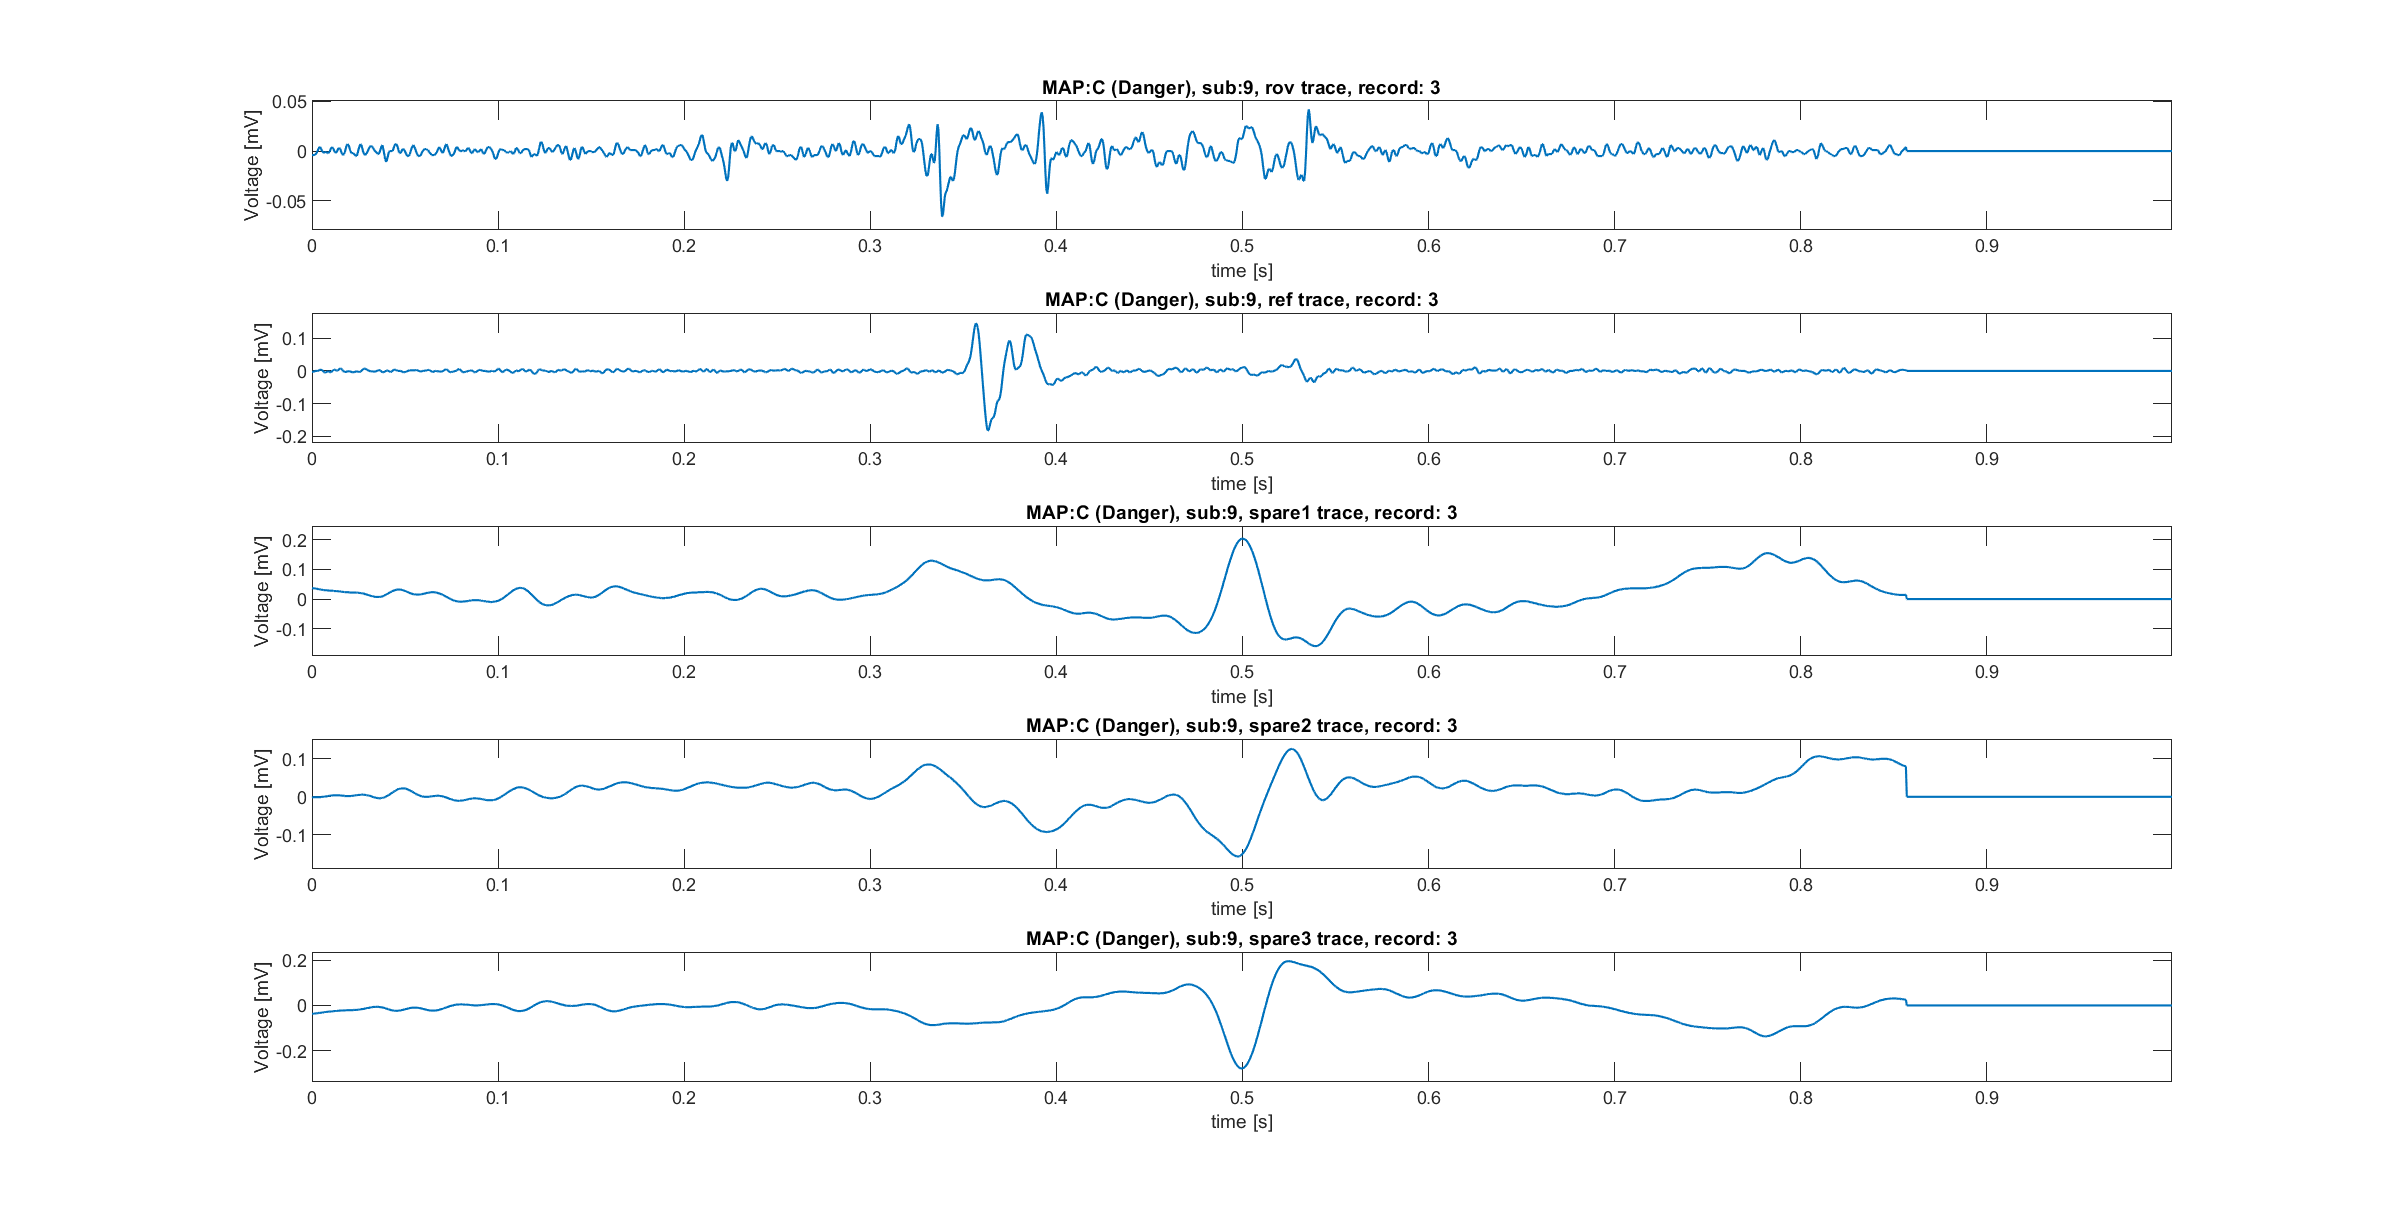 MAP:C (Danger), sub:9, rov trace, record: 3
Voltage [mV]
0.05
0
-0.05
0 0.1 0.2 0.3 0.4 0.5 0.6 0.7 0.8 0.9
time [s]
MAP:C (Danger), sub:9, ref trace, record: 3
Voltage [mV]
0.1
0
-0.1
-0.2
0 0.1 0.2 0.3 0.4 0.5 0.6 0.7 0.8 0.9
time [s]
MAP:C (Danger), sub:9, spare1 trace, record: 3
Voltage [mV]
0.2
0.1
0
-0.1
0 0.1 0.2 0.3 0.4 0.5 0.6 0.7 0.8 0.9
time [s]
MAP:C (Danger), sub:9, spare2 trace, record: 3
Voltage [mV]
0.1
0
-0.1
0 0.1 0.2 0.3 0.4 0.5 0.6 0.7 0.8 0.9
time [s]
MAP:C (Danger), sub:9, spare3 trace, record: 3
Voltage [mV]
0.2
0
-0.2
0 0.1 0.2 0.3 0.4 0.5 0.6 0.7 0.8 0.9
time [s]